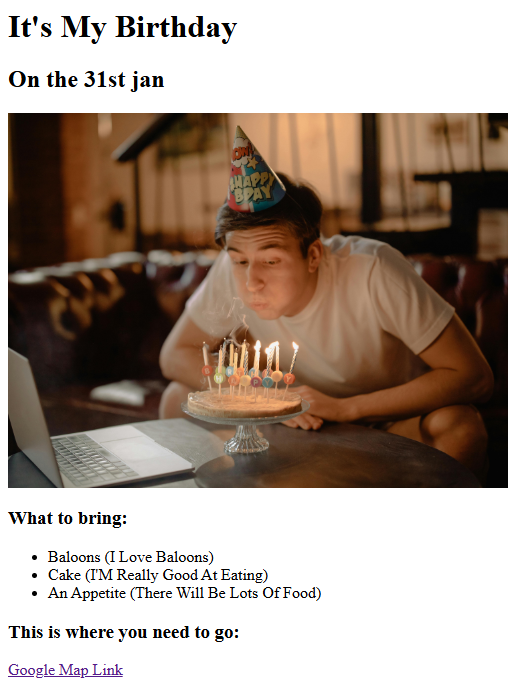 It's My Birthday
On the 31st jan
WOW!
HAPPY
B'DAY
What to bring:
Baloons (I Love Baloons)
Cake (I'M Really Good At Eating)
An Appetite (There Will Be Lots Of Food)
This is where you need to go:
Google Map Link